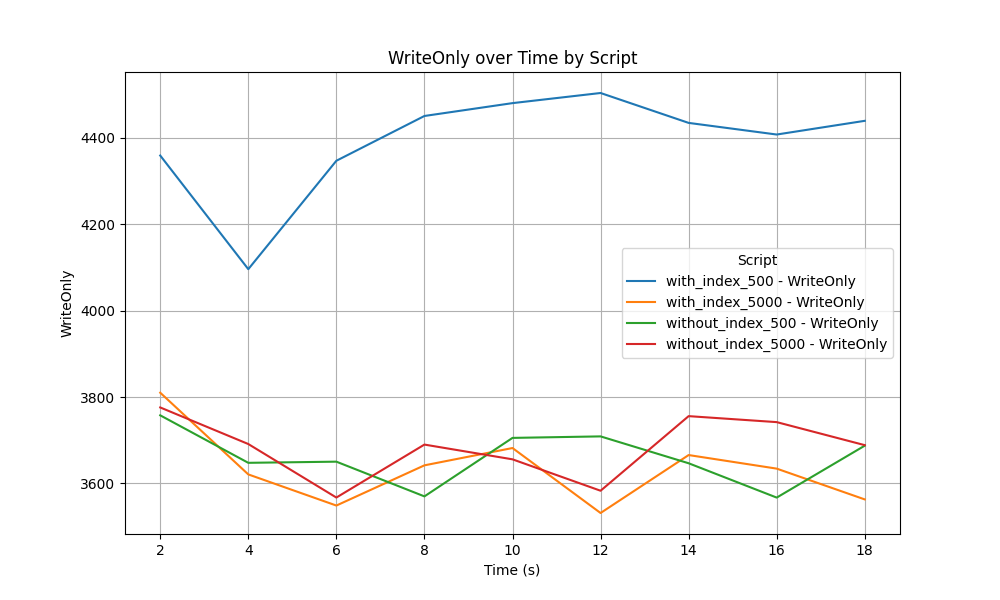 WriteOnly over Time by Script
WriteOnly
4400
4200
4000
3800
3600
Script
with_index_500 - WriteOnly
with_index_5000 - WriteOnly
without_index_500 - WriteOnly
without_index_5000 - WriteOnly
2 4 6 8 10 12 14 16 18
Time (s)